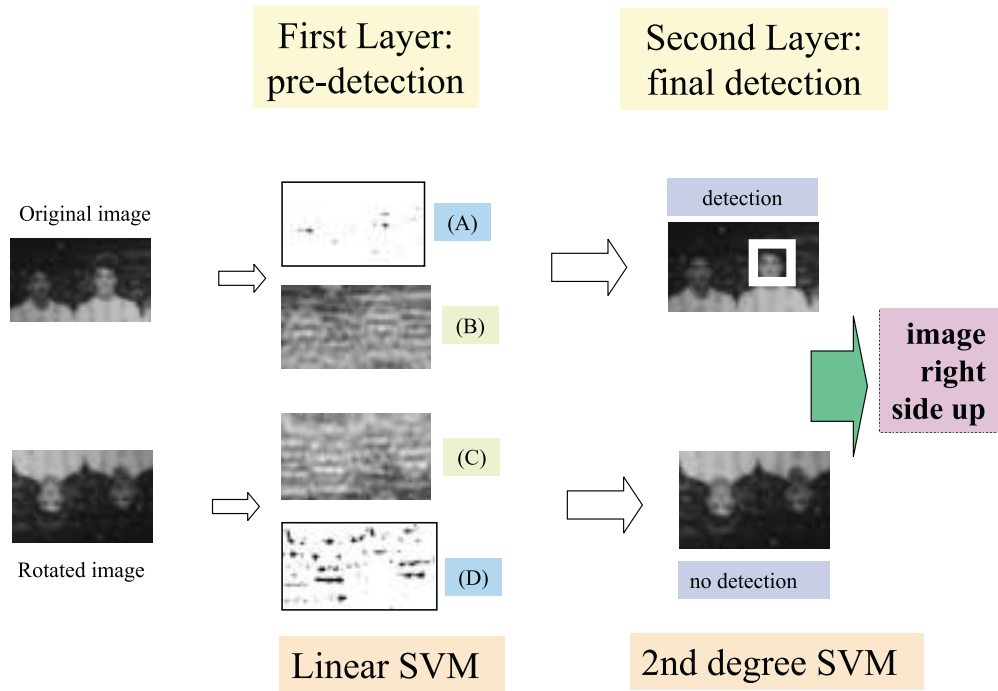 First Layer:
pre-detection
Second Layer:
final detection
Original image
(A)
detection
(B)
image
right
side up
(C)
Rotated image
(D)
no detection
Linear SVM
2nd degree SVM